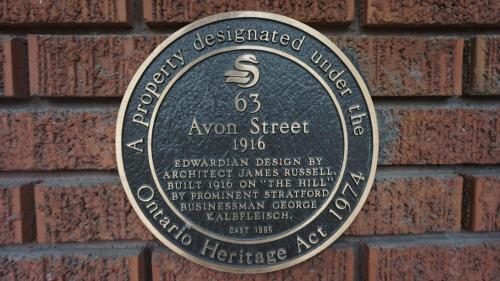 A property designated under the
S
63
Avon Street
1916
EDWARDIAN DESIGN BY
ARCHITECT JAMES RUSSELL.
BUILT 1916 ON "THE HILL"
BY PROMINENT STRATFORD
BUSINESSMAN GEORGE
KALBFLEISCH.
CAST 1995
Ontario Heritage Act 1974